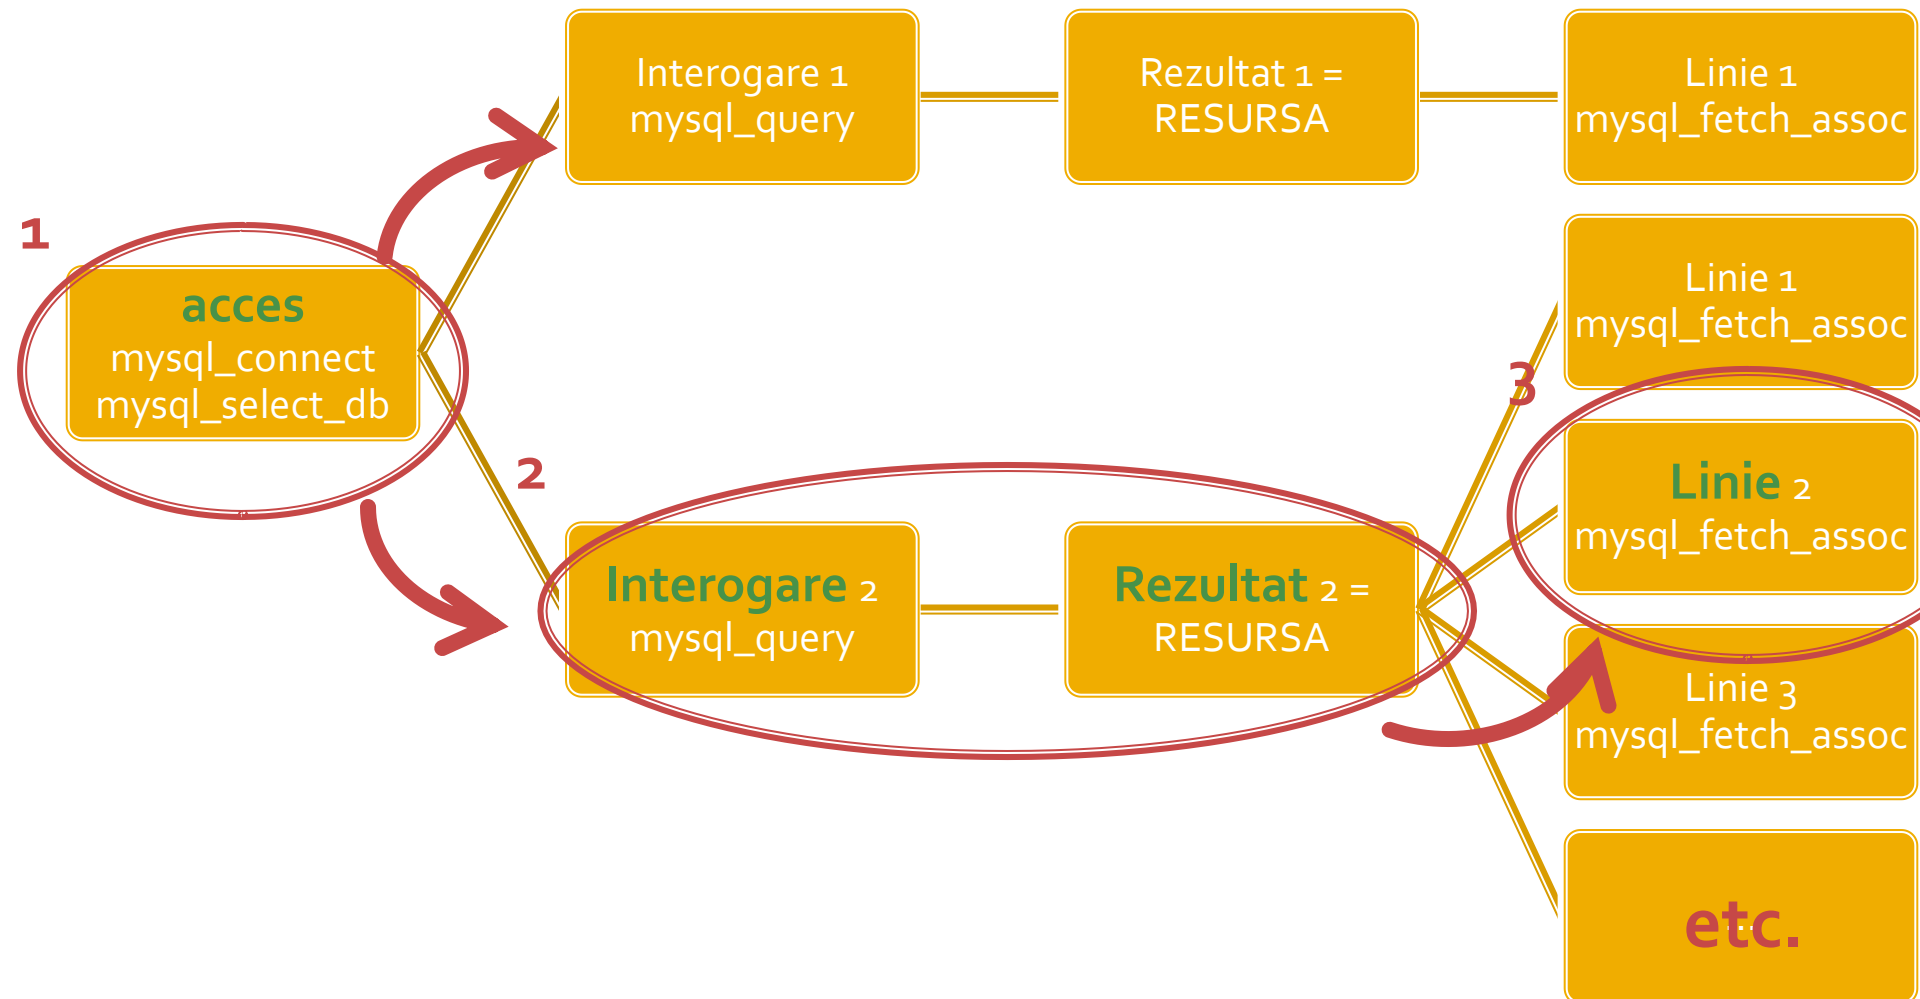 Interogare 1
mysql_query
Rezultat 1 =
RESURSA
Linie 1
mysql_fetch_assoc
1
acces
mysql_connect
mysql_select_db
Linie 1
mysql_fetch_assoc
3
2
Interogare 2
mysql_query
Rezultat 2 =
RESURSA
Linie 2
mysql_fetch_assoc
Linie 3
mysql_fetch_assoc
etc.